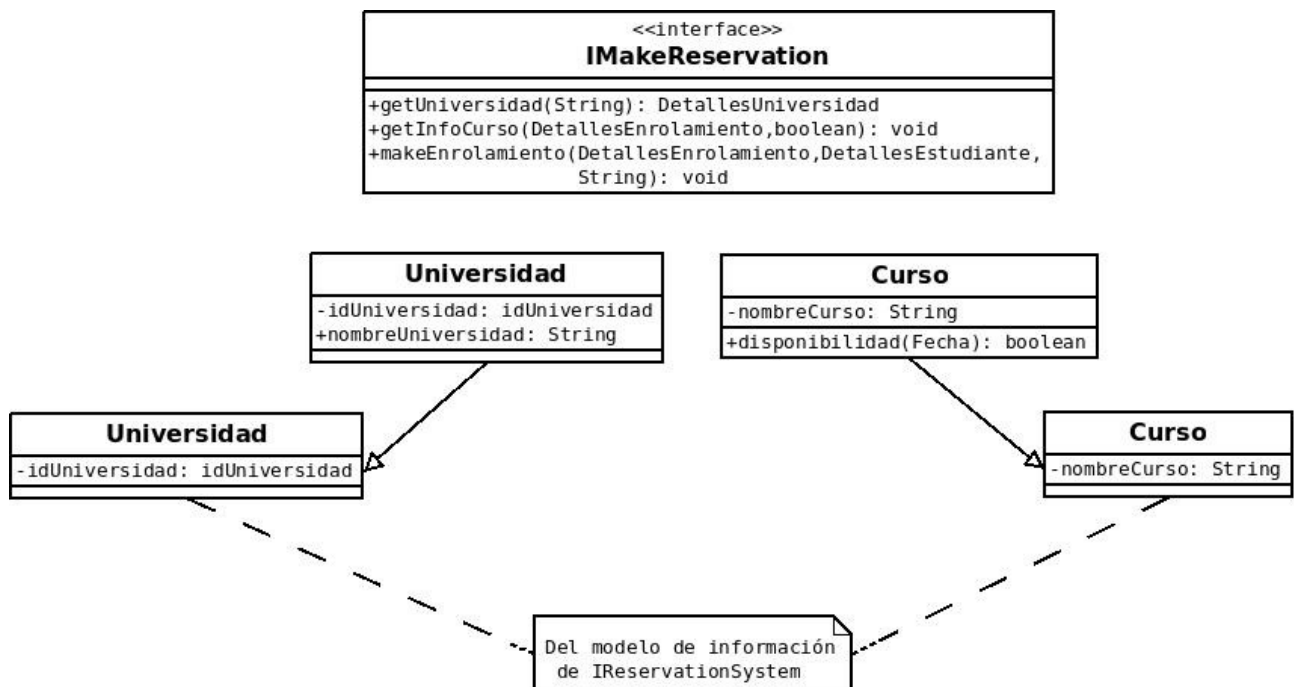 <<interface>>
IMakeReservation
+getUniversidad(String): DetallesUniversidad
+getInfoCurso(DetallesEnrolamiento,boolean): void
+makeEnrolamiento(DetallesEnrolamiento,DetallesEstudiante,
String): void
Universidad
-idUniversidad: idUniversidad
+nombreUniversidad: String
Curso
-nombreCurso: String
+disponibilidad(Fecha): boolean
Universidad
-idUniversidad: idUniversidad
Curso
-nombreCurso: String
Del modelo de información
de IReservationSystem